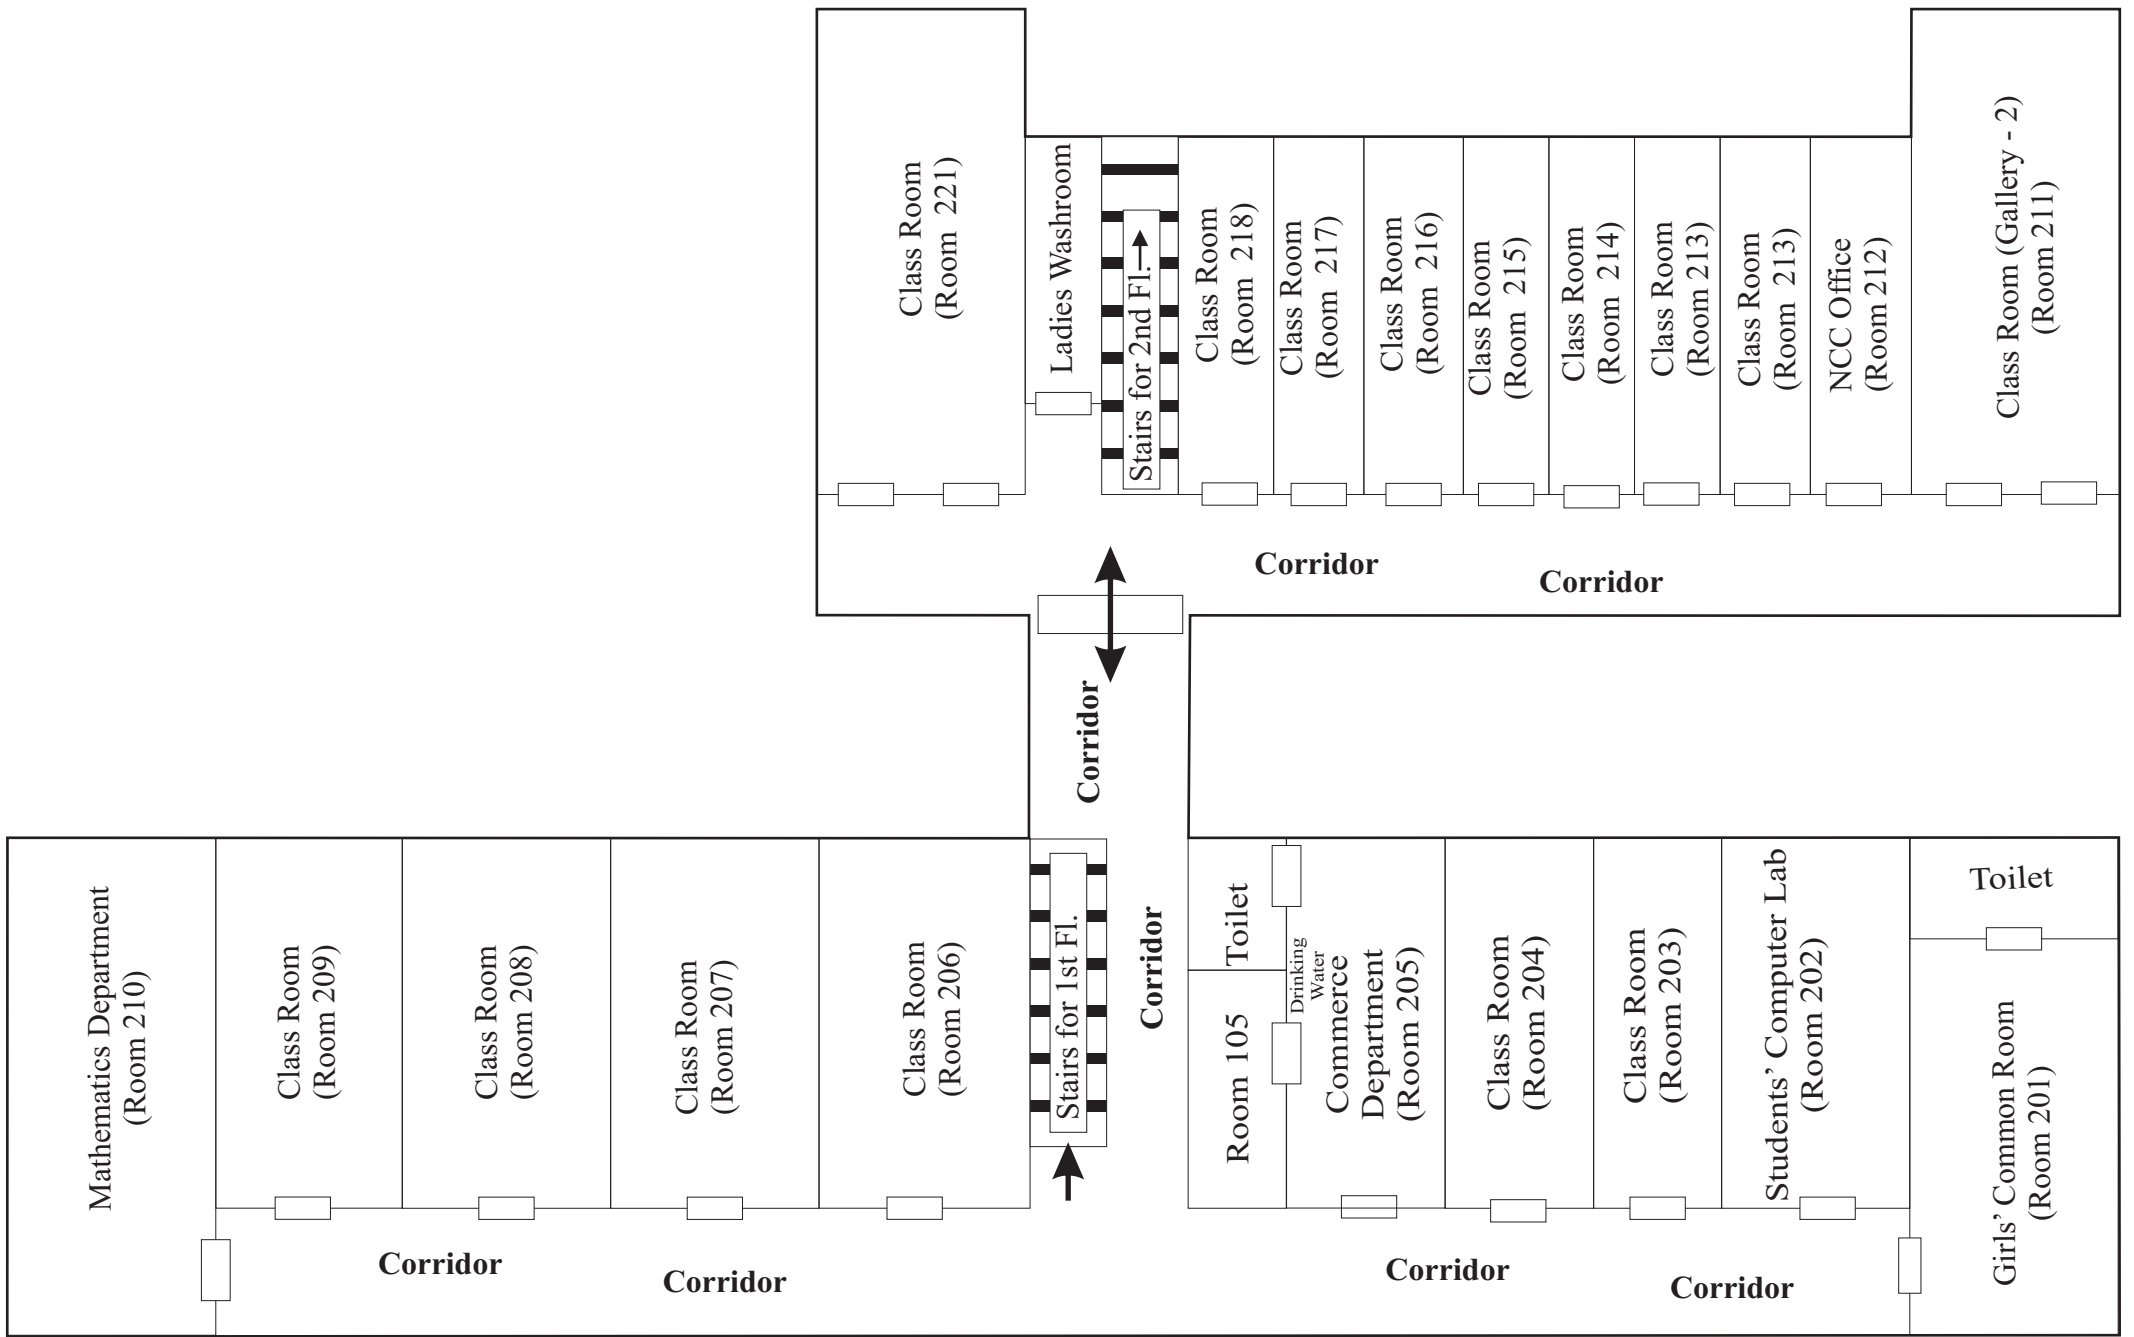 Class Room
(Room 221)
Ladies Washroom
Stairs for 2nd Fl.
Class Room
(Room 218)
Class Room
(Room 217)
Class Room
(Room 216)
Class Room
(Room 215)
Class Room
(Room 214)
Class Room
(Room 213)
Class Room
(Room 213)
NCC Office
(Room 212)
Class Room (Gallery - 2)
(Room 211)
Corridor
Corridor
Corridor
Mathematics Department
(Room 210)
Class Room
(Room 209)
Class Room
(Room 208)
Class Room
(Room 207)
Class Room
(Room 206)
Stairs for 1st Fl.
Corridor
Toilet
Room 105
Drinking
Water
Commerce
Department
(Room 205)
Class Room
(Room 204)
Class Room
(Room 203)
Students' Computer Lab
(Room 202)
Toilet
Girls' Common Room
(Room 201)
Corridor
Corridor
Corridor
Corridor